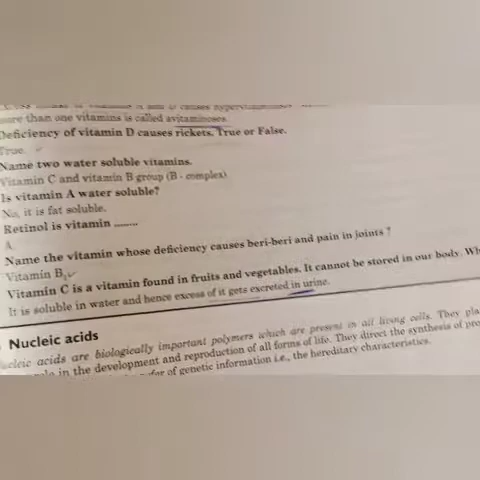 more than one vitamins is called avitaminoses.
Deficiency of vitamin D causes rickets. True or False.
True.
Name two water soluble vitamins.
Vitamin C and vitamin B group (B - complex)
Is vitamin A water soluble?
No, it is fat soluble.
Retinol is vitamin .......
A.
Name the vitamin whose deficiency causes beri-beri and pain in joints ?
Vitamin B1
Vitamin C is a vitamin found in fruits and vegetables. It cannot be stored in our body. Wh
It is soluble in water and hence excess of it gets excreted in urine.
Nucleic acids
acids are biologically important polymers which are present in all living cells. They pla
in the development and reproduction of all forms of life. They direct the synthesis of pro
of genetic information i.e., the hereditary characteristics.